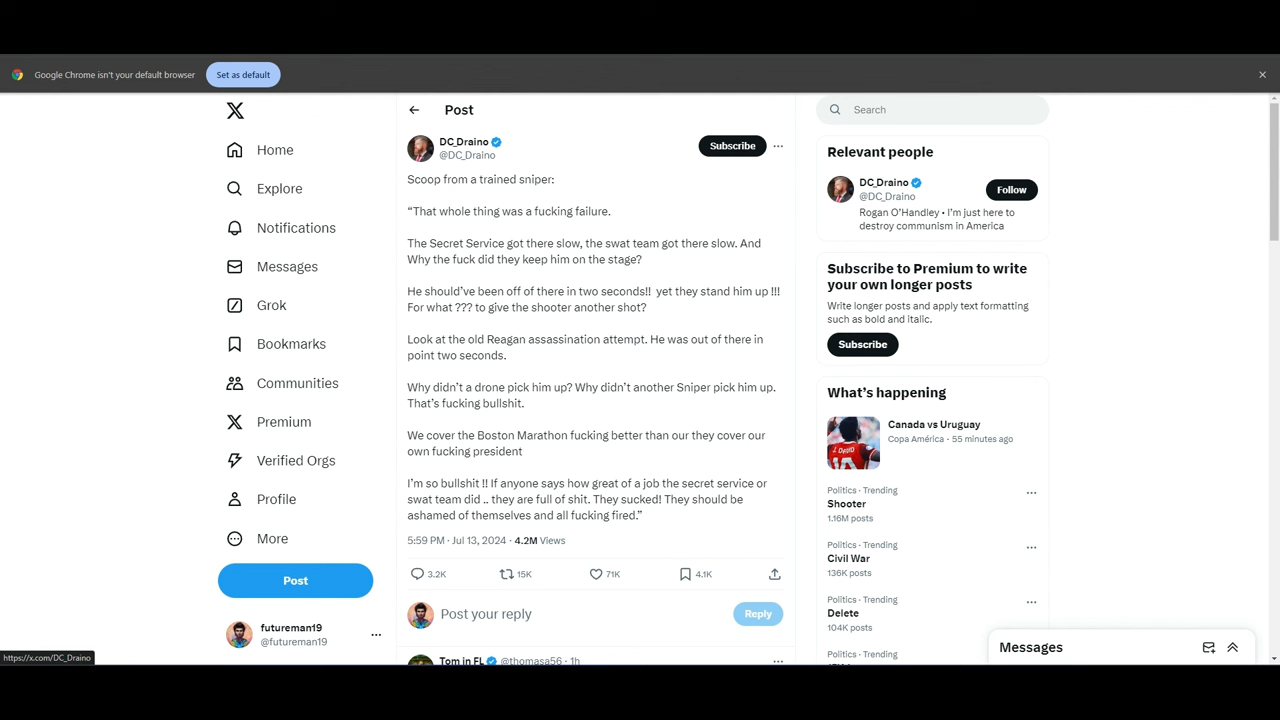 Google Chrome isn't your default browser
Set as default
Home
Explore
Notifications
Messages
Grok
Bookmarks
Communities
Premium
Verified Orgs
Profile
More
Post
futureman19
@futureman19
https://x.com/DC_Draino
Post
DC_Draino
@DC_Draino
Subscribe
Scoop from a trained sniper:
“That whole thing was a fucking failure.
The Secret Service got there slow, the swat team got there slow. And
Why the fuck did they keep him on the stage?
He should’ve been off of there in two seconds!!  yet they stand him up !!!
For what ??? to give the shooter another shot?
Look at the old Reagan assassination attempt. He was out of there in
point two seconds.
Why didn’t a drone pick him up? Why didn’t another Sniper pick him up.
That’s fucking bullshit.
We cover the Boston Marathon fucking better than our they cover our
own fucking president
I’m so bullshit !! If anyone says how great of a job the secret service or
swat team did .. they are full of shit. They sucked! They should be
ashamed of themselves and all fucking fired.”
5:59 PM · Jul 13, 2024 · 4.2M Views
3.2K
15K
71K
4.1K
Post your reply
Reply
Tom in FL @thomasa56 · 1h
Search
Relevant people
DC_Draino
@DC_Draino
Follow
Rogan O’Handley • I’m just here to
destroy communism in America
Subscribe to Premium to write
your own longer posts
Write longer posts and apply text formatting
such as bold and italic.
Subscribe
What’s happening
J. DAVID
10
Canada vs Uruguay
Copa América · 55 minutes ago
Politics · Trending
Shooter
1.16M posts
Politics · Trending
Civil War
136K posts
Politics · Trending
Delete
104K posts
Politics · Trending
Messages